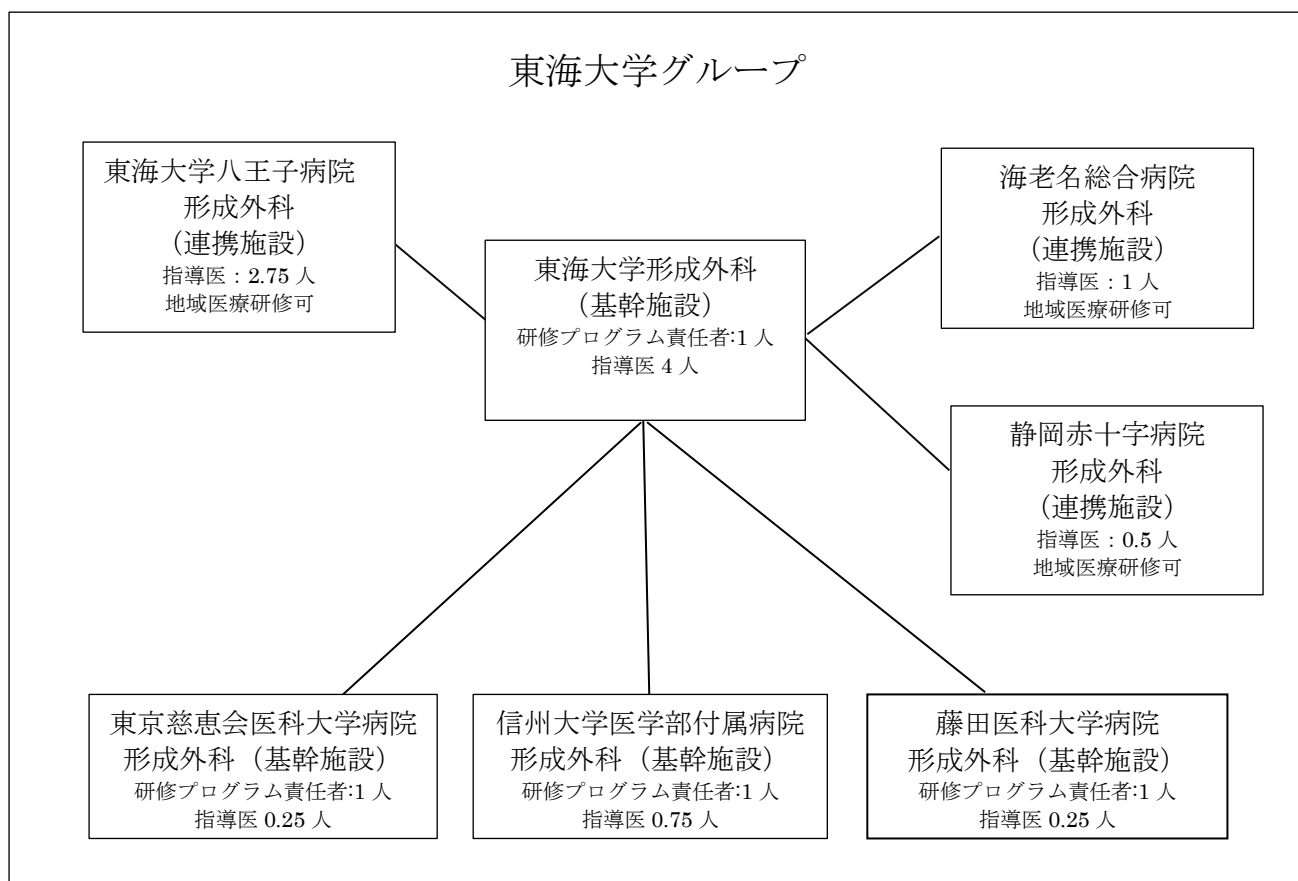 東海大学グループ
東海大学八王子病院
形成外科
（連携施設）
指導医：2.75 人
地域医療研修可
海老名総合病院
形成外科
（連携施設）
指導医：1 人
地域医療研修可
東海大学形成外科
（基幹施設）
研修プログラム責任者:1 人
指導医 4 人
静岡赤十字病院
形成外科
（連携施設）
指導医：0.5 人
地域医療研修可
東京慈恵会医科大学病院
形成外科（基幹施設）
研修プログラム責任者:1 人
指導医 0.25 人
信州大学医学部付属病院
形成外科（基幹施設）
研修プログラム責任者:1 人
指導医 0.75 人
藤田医科大学病院
形成外科（基幹施設）
研修プログラム責任者:1 人
指導医 0.25 人